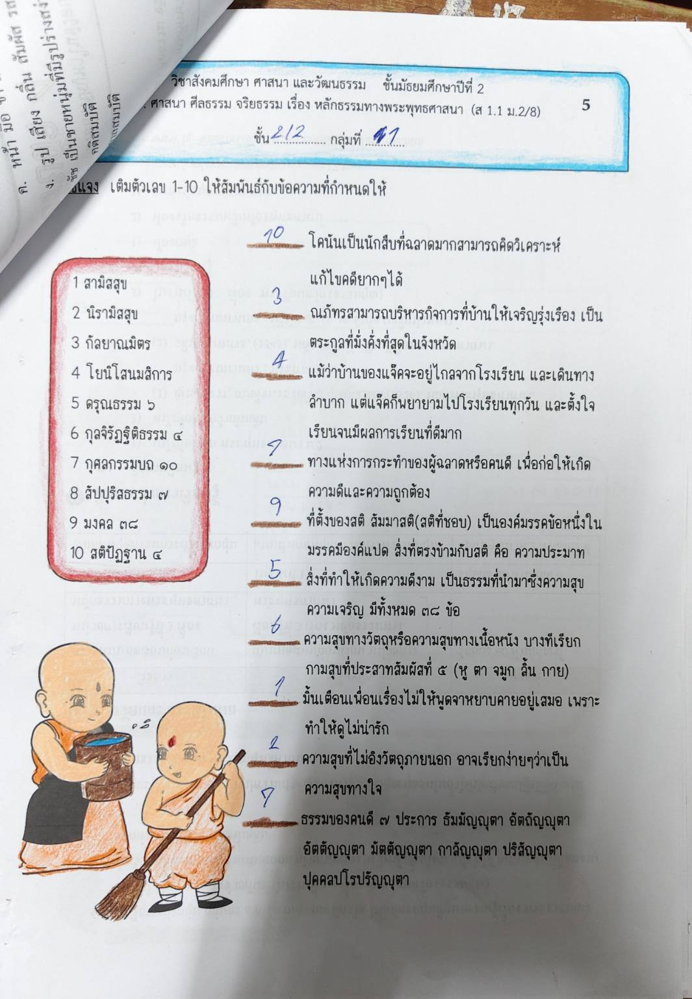 ค. หน้า มือ
ง. รูป เสียง กลิ่น สัมผัส รส
เป็นชายหนุ่มที่มีรูปร่างสง่
คติสมบัติ
วิชาสังคมศึกษา ศาสนา และวัฒนธรรม ชั้นมัธยมศึกษาปีที่ 2
ศาสนา ศีลธรรม จริยธรรม เรื่อง หลักธรรมทางพระพุทธศาสนา (ส 1.1 ม.2/8) 5
ชั้น 2/2 กลุ่มที่ 1
เติมตัวเลข 1-10 ให้สัมพันธ์กับข้อความที่กำหนดให้
1 สามิสสุข
2 นิรามิสสุข
3 กัลยาณมิตร
4 โยนิโสนมสิการ
5 ดรุณธรรม ๖
6 กุลจิรัฏฐิติธรรม ๔
7 กุศลกรรมบถ ๑๐
8 สัปปุริสธรรม ๗
9 มงคล ๓๘
10 สติปัฏฐาน ๔
10 โคนันเป็นนักสืบที่ฉลาดมากสามารถคิดวิเคราะห์
แก้ไขคดียากๆได้
3 ณภัทรสามารถบริหารกิจการที่บ้านให้เจริญรุ่งเรือง เป็น
ตระกูลที่มั่งคั่งที่สุดในจังหวัด
4 แม้ว่าบ้านของแจ๊คจะอยู่ไกลจากโรงเรียน และเดินทาง
ลำบาก แต่แจ๊คก็พยายามไปโรงเรียนทุกวัน และตั้งใจ
เรียนจนมีผลการเรียนที่ดีมาก
7 ทางแห่งการกระทำของผู้ฉลาดหรือคนดี เพื่อก่อให้เกิด
ความดีและความถูกต้อง
9 ที่ตั้งของสติ สัมมาสติ(สติที่ชอบ) เป็นองค์มรรคข้อหนึ่งใน
มรรคมีองค์แปด สิ่งที่ตรงข้ามกับสติ คือ ความประมาท
5 สิ่งที่ทำให้เกิดความดีงาม เป็นธรรมที่นำมาซึ่งความสุข
ความเจริญ มีทั้งหมด ๓๘ ข้อ
6 ความสุขทางวัตถุหรือความสุขทางเนื้อหนัง บางทีเรียก
กามสุขที่ประสาทสัมผัสที่ ๕ (หู ตา จมูก ลิ้น กาย)
1 มิ้นเตือนเพื่อนเรื่องไม่ให้พูดจาหยาบคายอยู่เสมอ เพราะ
ทำให้ดูไม่น่ารัก
2 ความสุขที่ไม่อิงวัตถุภายนอก อาจเรียกง่ายๆว่าเป็น
ความสุขทางใจ
7 ธรรมของคนดี ๗ ประการ ธัมมัญญุตา อัตถัญญุตา
อัตตัญญุตา มัตตัญญุตา กาลัญญุตา ปริสัญญุตา
ปุคคลปโรปรัญญุตา